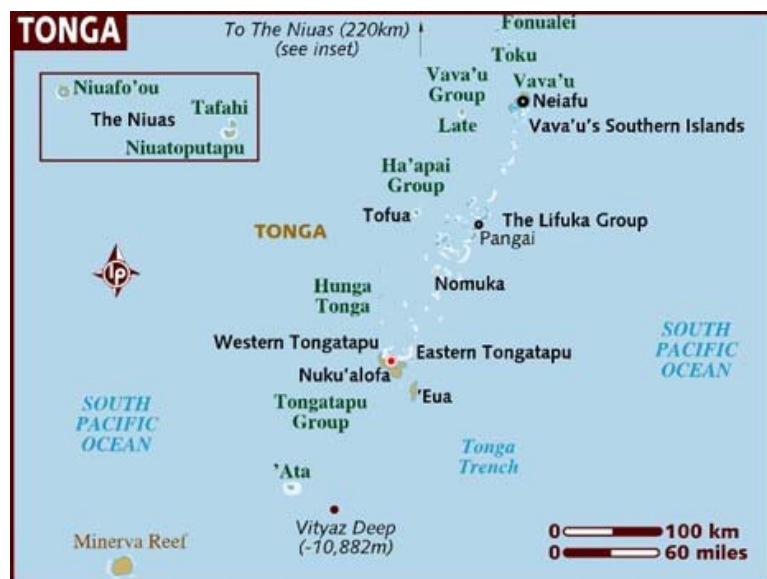 TONGA
To The Niuas (220km)
(see inset)
Fonualei
Toku
Vava'u
Group
Vava'u
Neiafu
Late
Vava'u's Southern Islands
Niuafo'ou
The Niuas
Tafahi
Niuatoputapu
Ha'apai
Group
Tofua
The Lifuka Group
Pangai
TONGA
Nomuka
Hunga
Tonga
Western Tongatapu
Eastern Tongatapu
Nuku'alofa
'Eua
Tongatapu
Group
SOUTH
PACIFIC
OCEAN
SOUTH
PACIFIC
OCEAN
Tonga
Trench
'Ata
Vityaz Deep
(-10,882m)
Minerva Reef
0 100 km
0 60 miles
lp